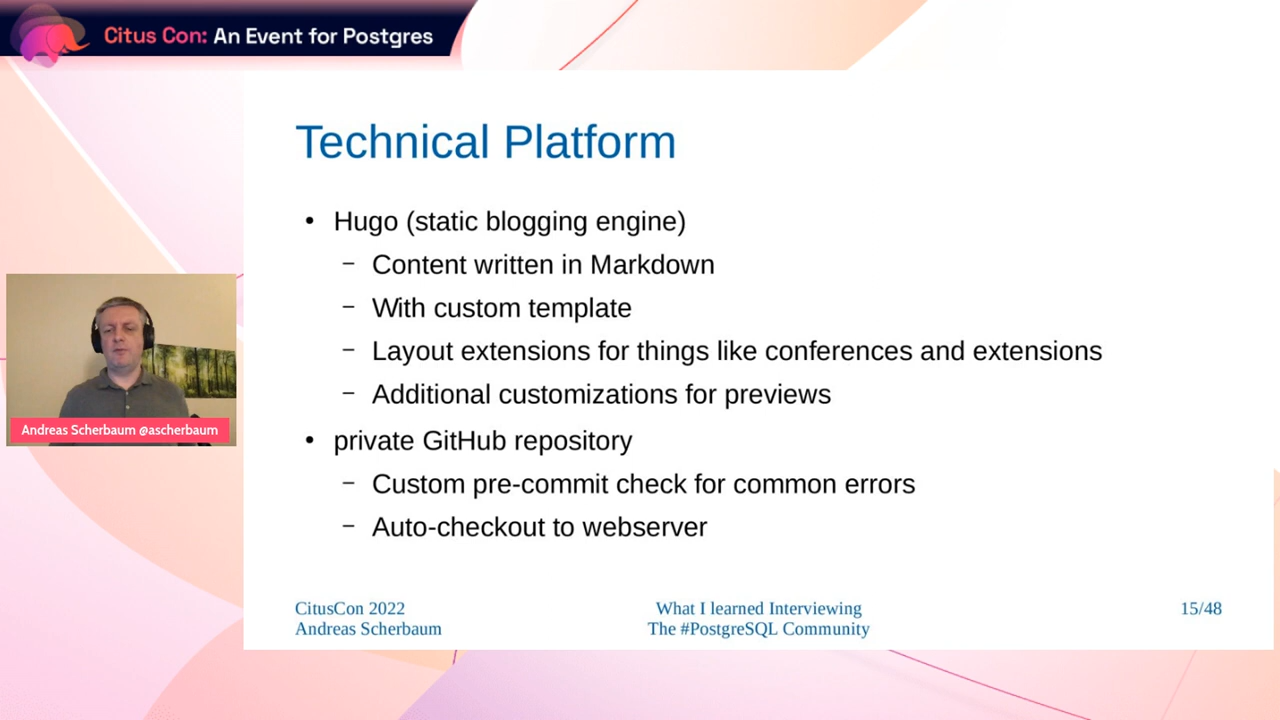 Citus Con: An Event for Postgres
Technical Platform
• Hugo (static blogging engine)
– Content written in Markdown
– With custom template
– Layout extensions for things like conferences and extensions
– Additional customizations for previews
• private GitHub repository
– Custom pre-commit check for common errors
– Auto-checkout to webserver
Andreas Scherbaum @ascherbaum
CitusCon 2022
Andreas Scherbaum
What I learned Interviewing
The #PostgreSQL Community
15/48